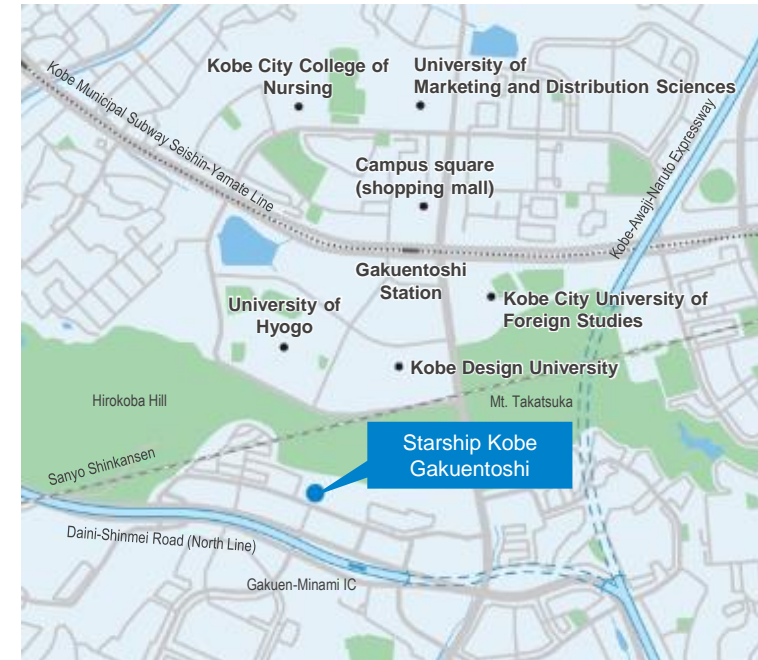 Kobe City College of
Nursing
University of
Marketing and Distribution Sciences
Kobe Municipal Subway Seishin-Yamate Line
Kobe-Awaji-Naruto Expressway
Campus square
(shopping mall)
Gakuentoshi
Station
University of
Hyogo
Kobe City University of
Foreign Studies
Kobe Design University
Hirokoba Hill
Mt. Takatsuka
Starship Kobe
Gakuentoshi
Sanyo Shinkansen
Daini-Shinmei Road (North Line)
Gakuen-Minami IC